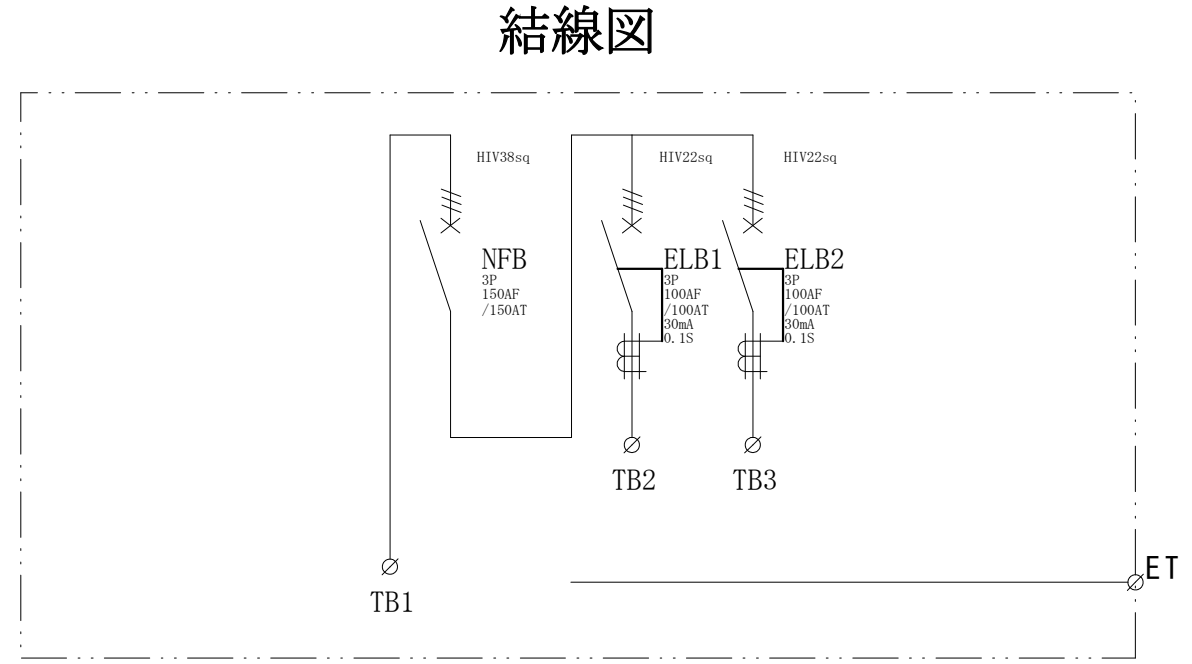 結線図
HIV38sq
HIV22sq
HIV22sq
NFB
3P
150AF
/150AT
ELB1
3P
100AF
/100AT
30mA
0.1S
ELB2
3P
100AF
/100AT
30mA
0.1S
TB2
TB3
TB1
ET